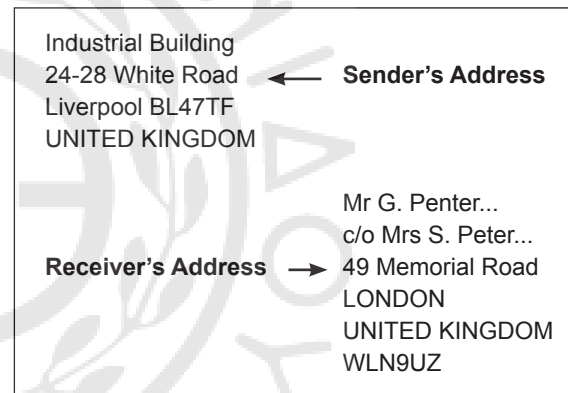 Industrial Building
24-28 White Road
Liverpool BL47TF
UNITED KINGDOM
Sender's Address
Mr G. Penter...
c/o Mrs S. Peter...
Receiver's Address
49 Memorial Road
LONDON
UNITED KINGDOM
WLN9UZ